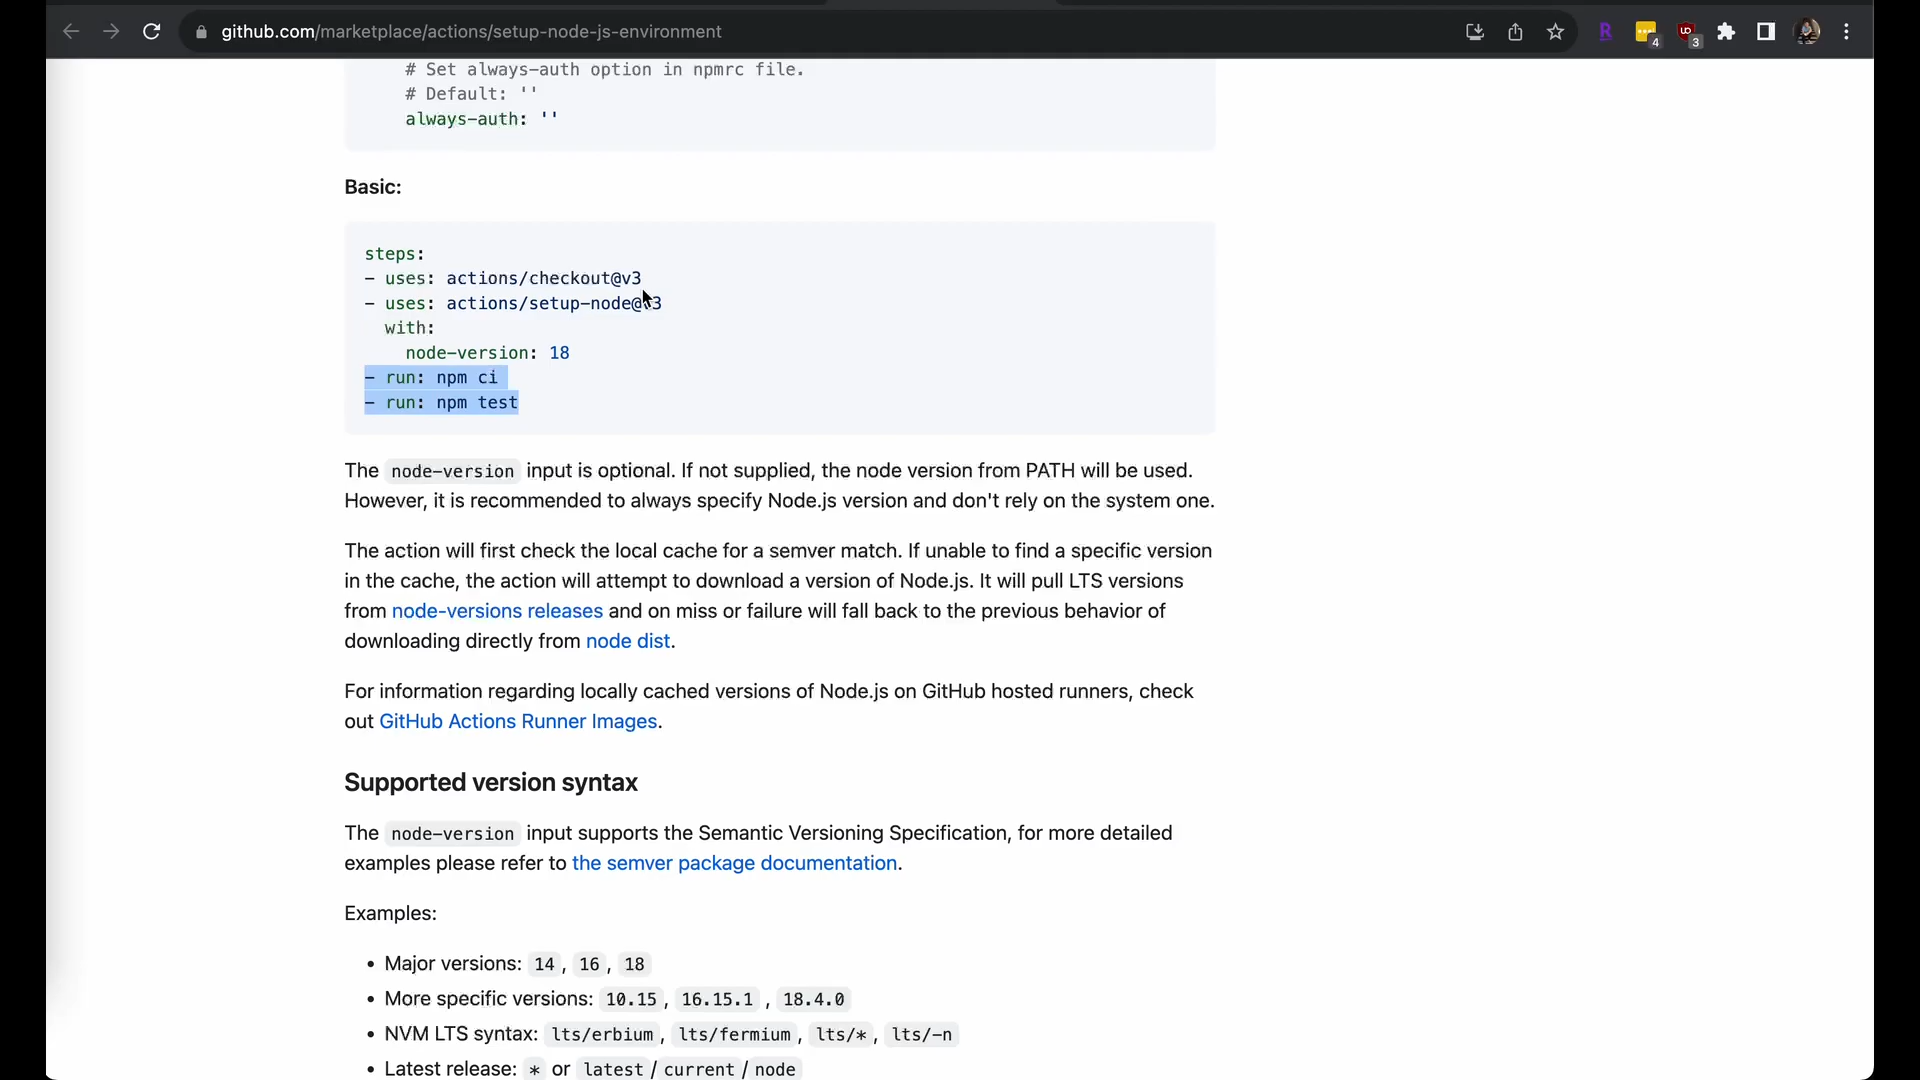 github.com/marketplace/actions/setup-node-js-environment
4
3
# Set always-auth option in npmrc file.
# Default: ''
always-auth: ''
Basic:
steps:
- uses: actions/checkout@v3
- uses: actions/setup-node@v3
with:
node-version: 18
- run: npm ci
- run: npm test
The node-version input is optional. If not supplied, the node version from PATH will be used.
However, it is recommended to always specify Node.js version and don't rely on the system one.
The action will first check the local cache for a semver match. If unable to find a specific version
in the cache, the action will attempt to download a version of Node.js. It will pull LTS versions
from node-versions releases and on miss or failure will fall back to the previous behavior of
downloading directly from node dist.
For information regarding locally cached versions of Node.js on GitHub hosted runners, check
out GitHub Actions Runner Images.
Supported version syntax
The node-version input supports the Semantic Versioning Specification, for more detailed
examples please refer to the semver package documentation.
Examples:
• Major versions: 14, 16, 18
• More specific versions: 10.15, 16.15.1 , 18.4.0
• NVM LTS syntax: lts/erbium, lts/fermium, lts/*, lts/-n
• Latest release: * or latest / current / node